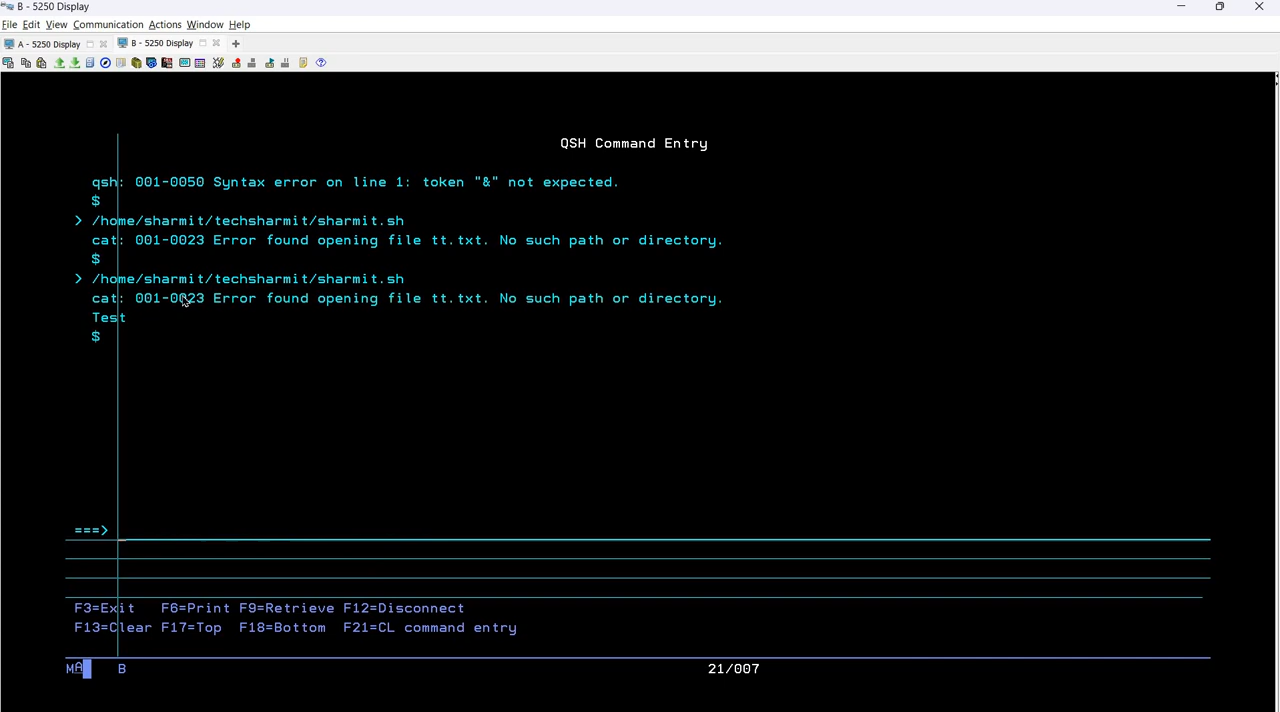 B - 5250 Display
File Edit View Communication Actions Window Help
A - 5250 Display B - 5250 Display
QSH Command Entry
qsh: 001-0050 Syntax error on line 1: token "&" not expected.
$
> /home/sharmit/techsharmit/sharmit.sh
cat: 001-0023 Error found opening file tt.txt. No such path or directory.
$
> /home/sharmit/techsharmit/sharmit.sh
cat: 001-0023 Error found opening file tt.txt. No such path or directory.
Test
$
===>
F3=Exit F6=Print F9=Retrieve F12=Disconnect
F13=Clear F17=Top F18=Bottom F21=CL command entry
MA B 21/007